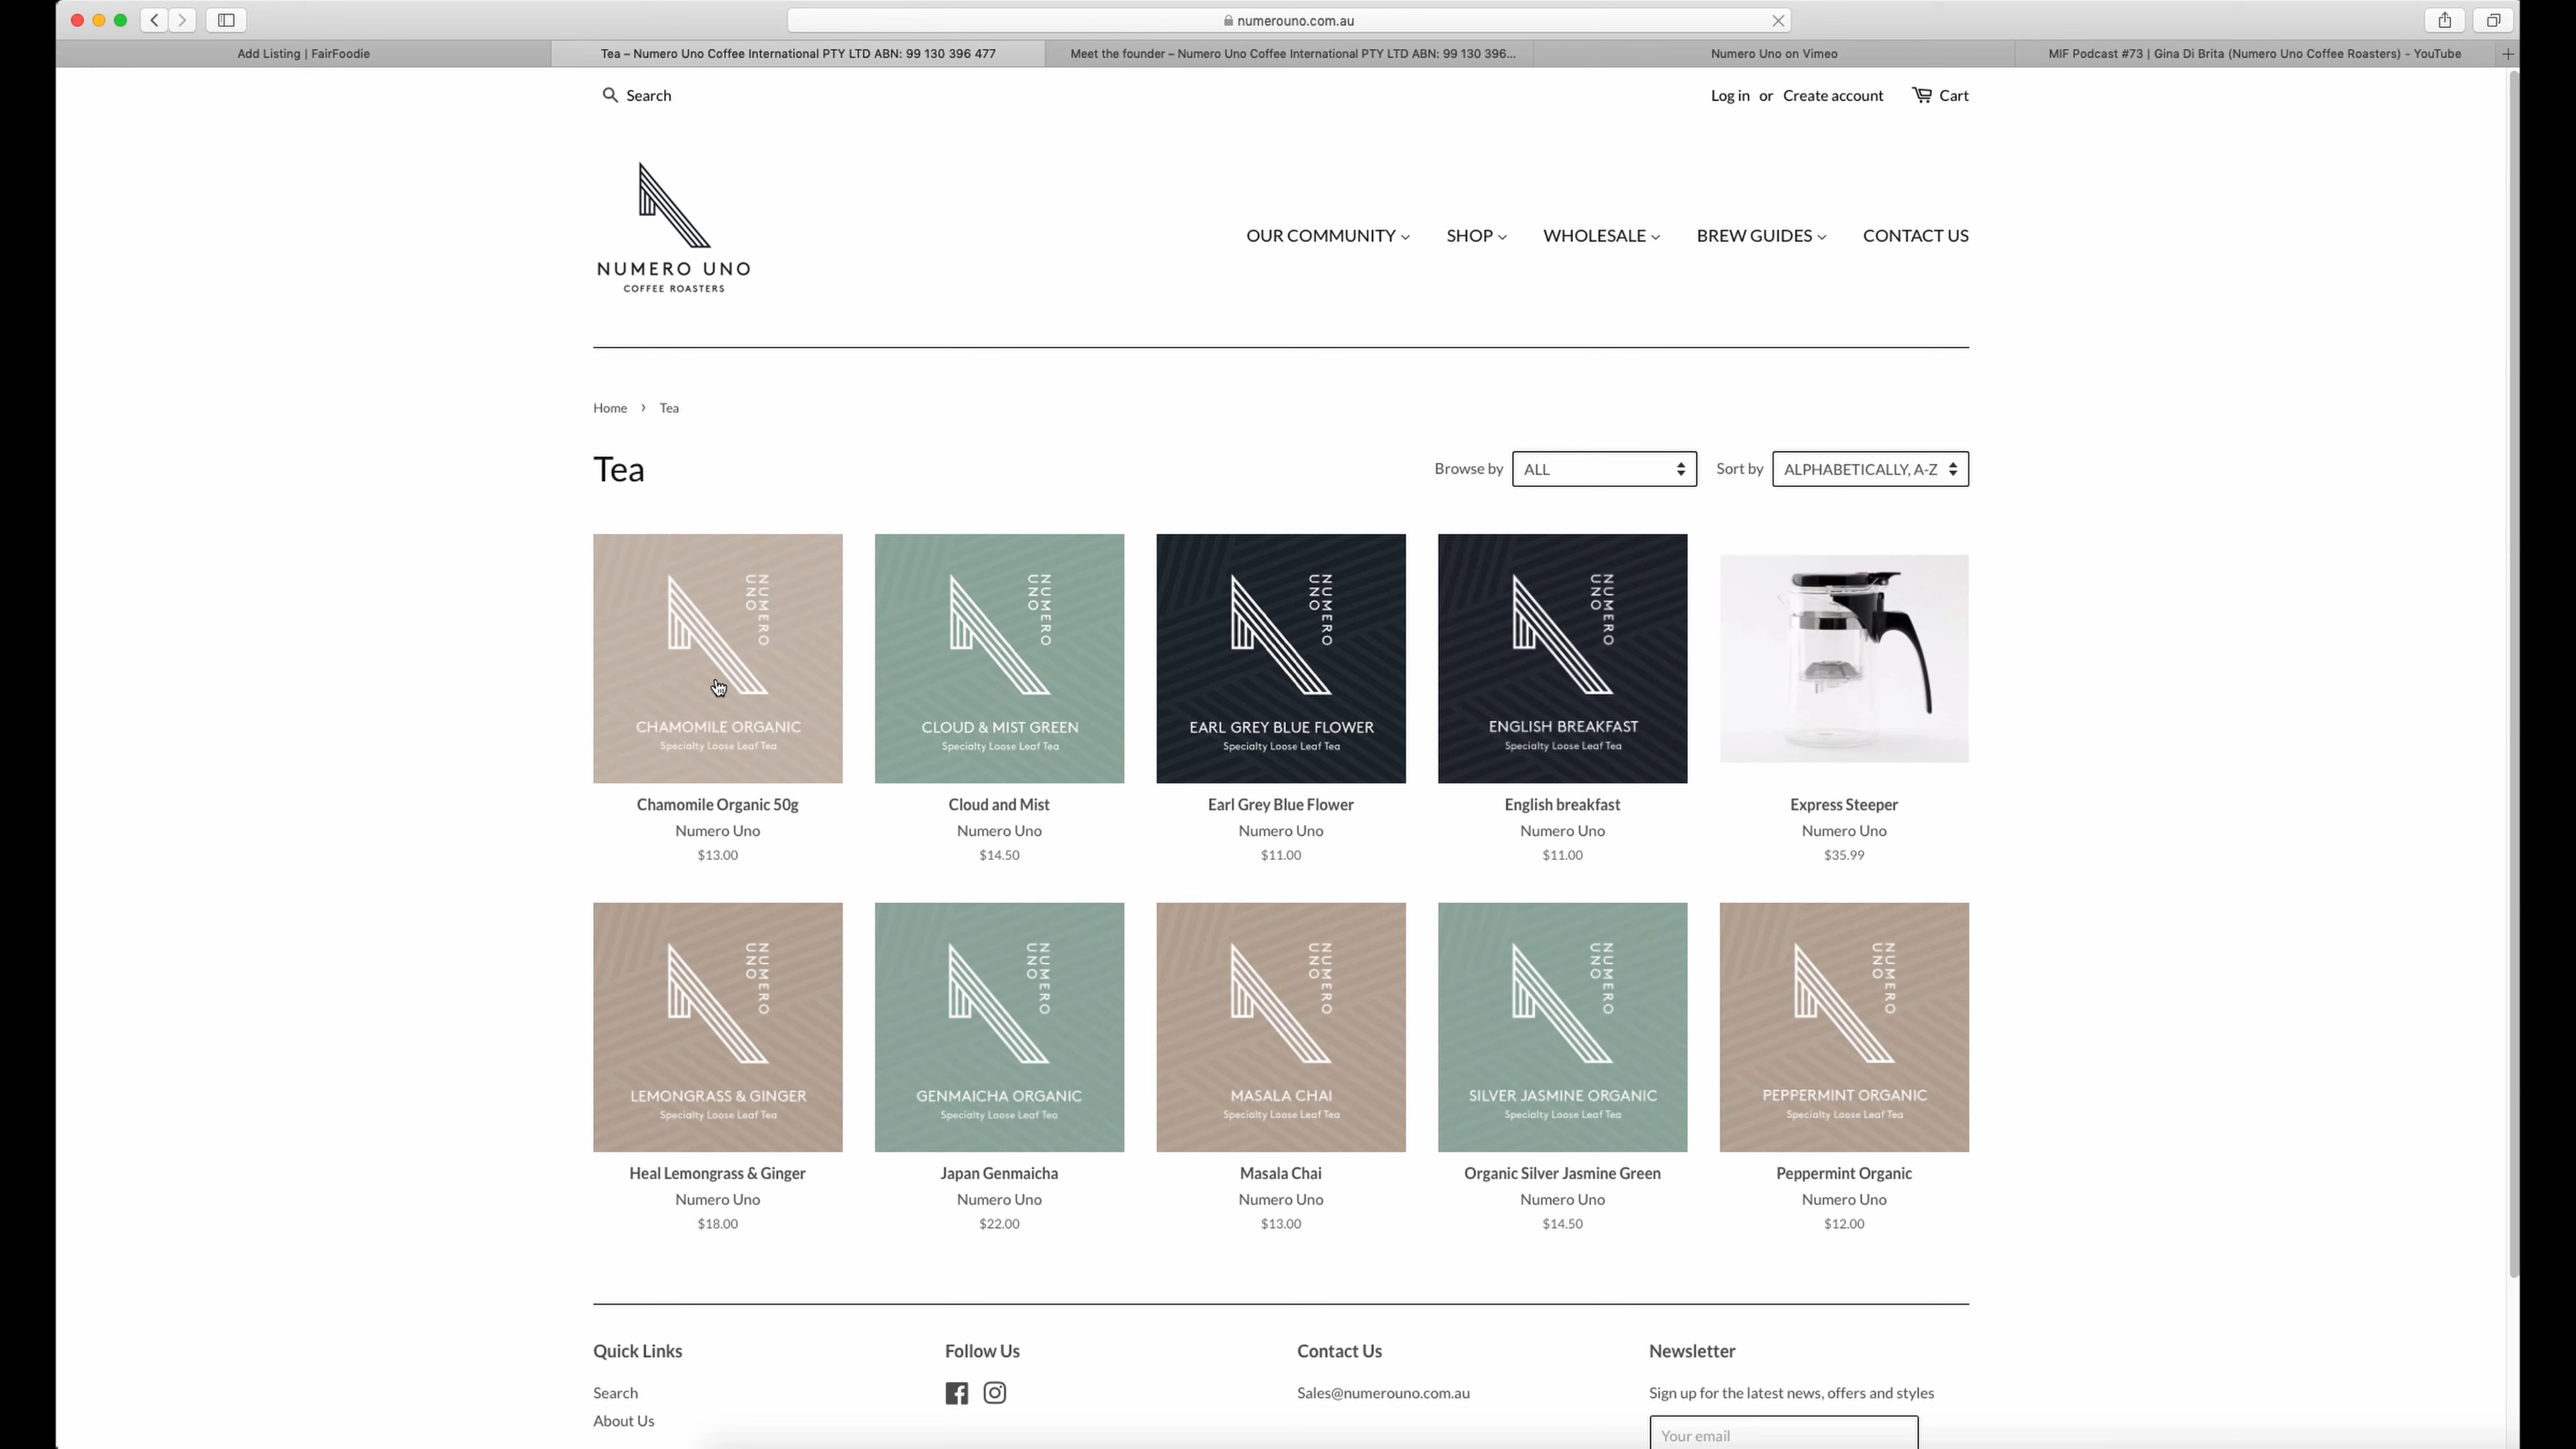 numerouno.com.au
Add Listing | FairFoodie
Tea – Numero Uno Coffee International PTY LTD ABN: 99 130 396 477
Meet the founder – Numero Uno Coffee International PTY LTD ABN: 99 130 396...
Numero Uno on Vimeo
MIF Podcast #73 | Gina Di Brita (Numero Uno Coffee Roasters) - YouTube
Search
Log in or Create account
Cart
NUMERO UNO
COFFEE ROASTERS
OUR COMMUNITY
SHOP
WHOLESALE
BREW GUIDES
CONTACT US
Home › Tea
Tea
Browse by
ALL
Sort by
ALPHABETICALLY, A-Z
NUMERO
UNO
CHAMOMILE ORGANIC
Specialty Loose Leaf Tea
Chamomile Organic 50g
Numero Uno
$13.00
NUMERO
UNO
CLOUD & MIST GREEN
Specialty Loose Leaf Tea
Cloud and Mist
Numero Uno
$14.50
NUMERO
UNO
EARL GREY BLUE FLOWER
Specialty Loose Leaf Tea
Earl Grey Blue Flower
Numero Uno
$11.00
NUMERO
UNO
ENGLISH BREAKFAST
Specialty Loose Leaf Tea
English breakfast
Numero Uno
$11.00
Express Steeper
Numero Uno
$35.99
NUMERO
UNO
LEMONGRASS & GINGER
Specialty Loose Leaf Tea
Heal Lemongrass & Ginger
Numero Uno
$18.00
NUMERO
UNO
GENMAICHA ORGANIC
Specialty Loose Leaf Tea
Japan Genmaicha
Numero Uno
$22.00
NUMERO
UNO
MASALA CHAI
Specialty Loose Leaf Tea
Masala Chai
Numero Uno
$13.00
NUMERO
UNO
SILVER JASMINE ORGANIC
Specialty Loose Leaf Tea
Organic Silver Jasmine Green
Numero Uno
$14.50
NUMERO
UNO
PEPPERMINT ORGANIC
Specialty Loose Leaf Tea
Peppermint Organic
Numero Uno
$12.00
Quick Links
Search
About Us
Follow Us
Contact Us
Sales@numerouno.com.au
Newsletter
Sign up for the latest news, offers and styles
Your email